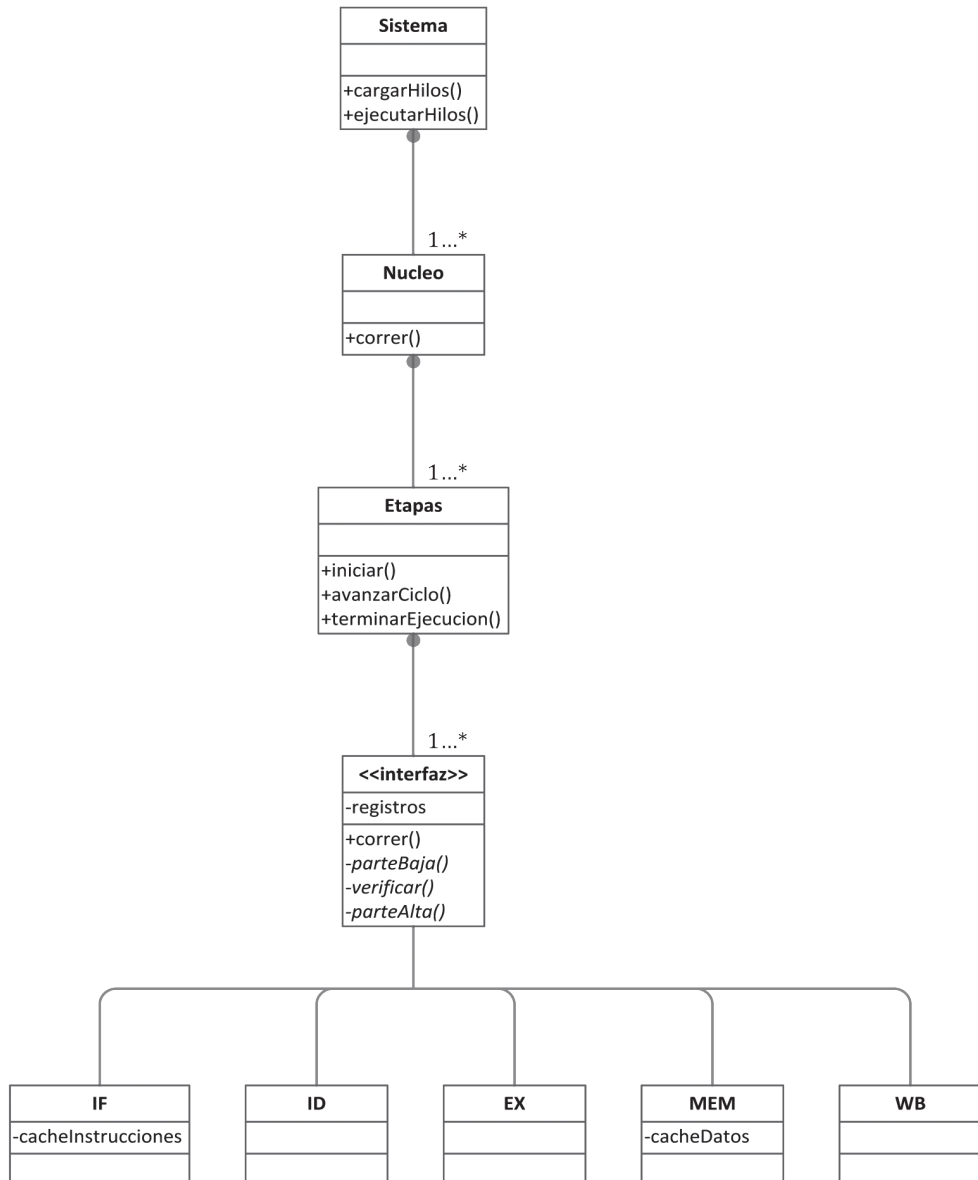 Sistema
+cargarHilos()
+ejecutarHilos()
1...*
Nucleo
+correr()
1...*
Etapas
+iniciar()
+avanzarCiclo()
+terminarEjecucion()
1...*
<<interfaz>>
-registros
+correr()
-parteBaja()
-verificar()
-parteAlta()
IF
-cacheInstrucciones
ID
EX
MEM
-cacheDatos
WB